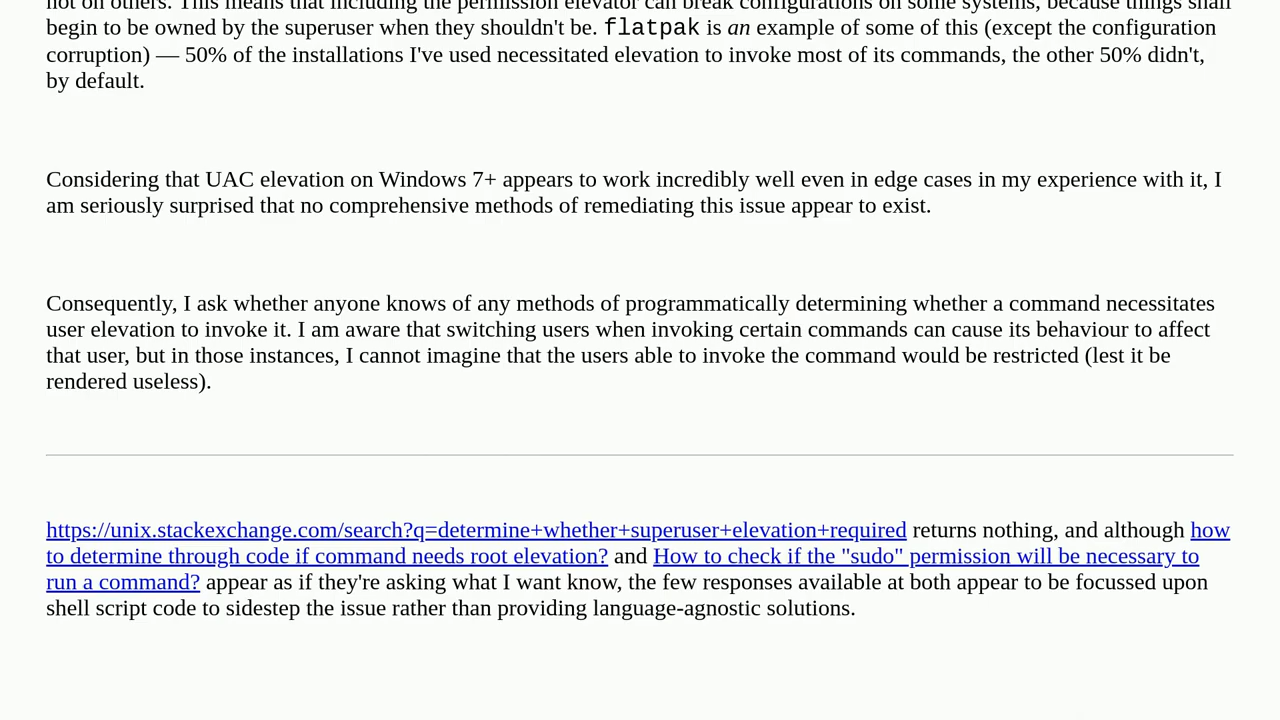 not on others. This means that including the permission elevator can break configurations on some systems, because things shall
begin to be owned by the superuser when they shouldn't be. flatpak is an example of some of this (except the configuration
corruption) — 50% of the installations I've used necessitated elevation to invoke most of its commands, the other 50% didn't,
by default.
Considering that UAC elevation on Windows 7+ appears to work incredibly well even in edge cases in my experience with it, I
am seriously surprised that no comprehensive methods of remediating this issue appear to exist.
Consequently, I ask whether anyone knows of any methods of programmatically determining whether a command necessitates
user elevation to invoke it. I am aware that switching users when invoking certain commands can cause its behaviour to affect
that user, but in those instances, I cannot imagine that the users able to invoke the command would be restricted (lest it be
rendered useless).
https://unix.stackexchange.com/search?q=determine+whether+superuser+elevation+required returns nothing, and although how
to determine through code if command needs root elevation? and How to check if the "sudo" permission will be necessary to
run a command? appear as if they're asking what I want know, the few responses available at both appear to be focussed upon
shell script code to sidestep the issue rather than providing language-agnostic solutions.